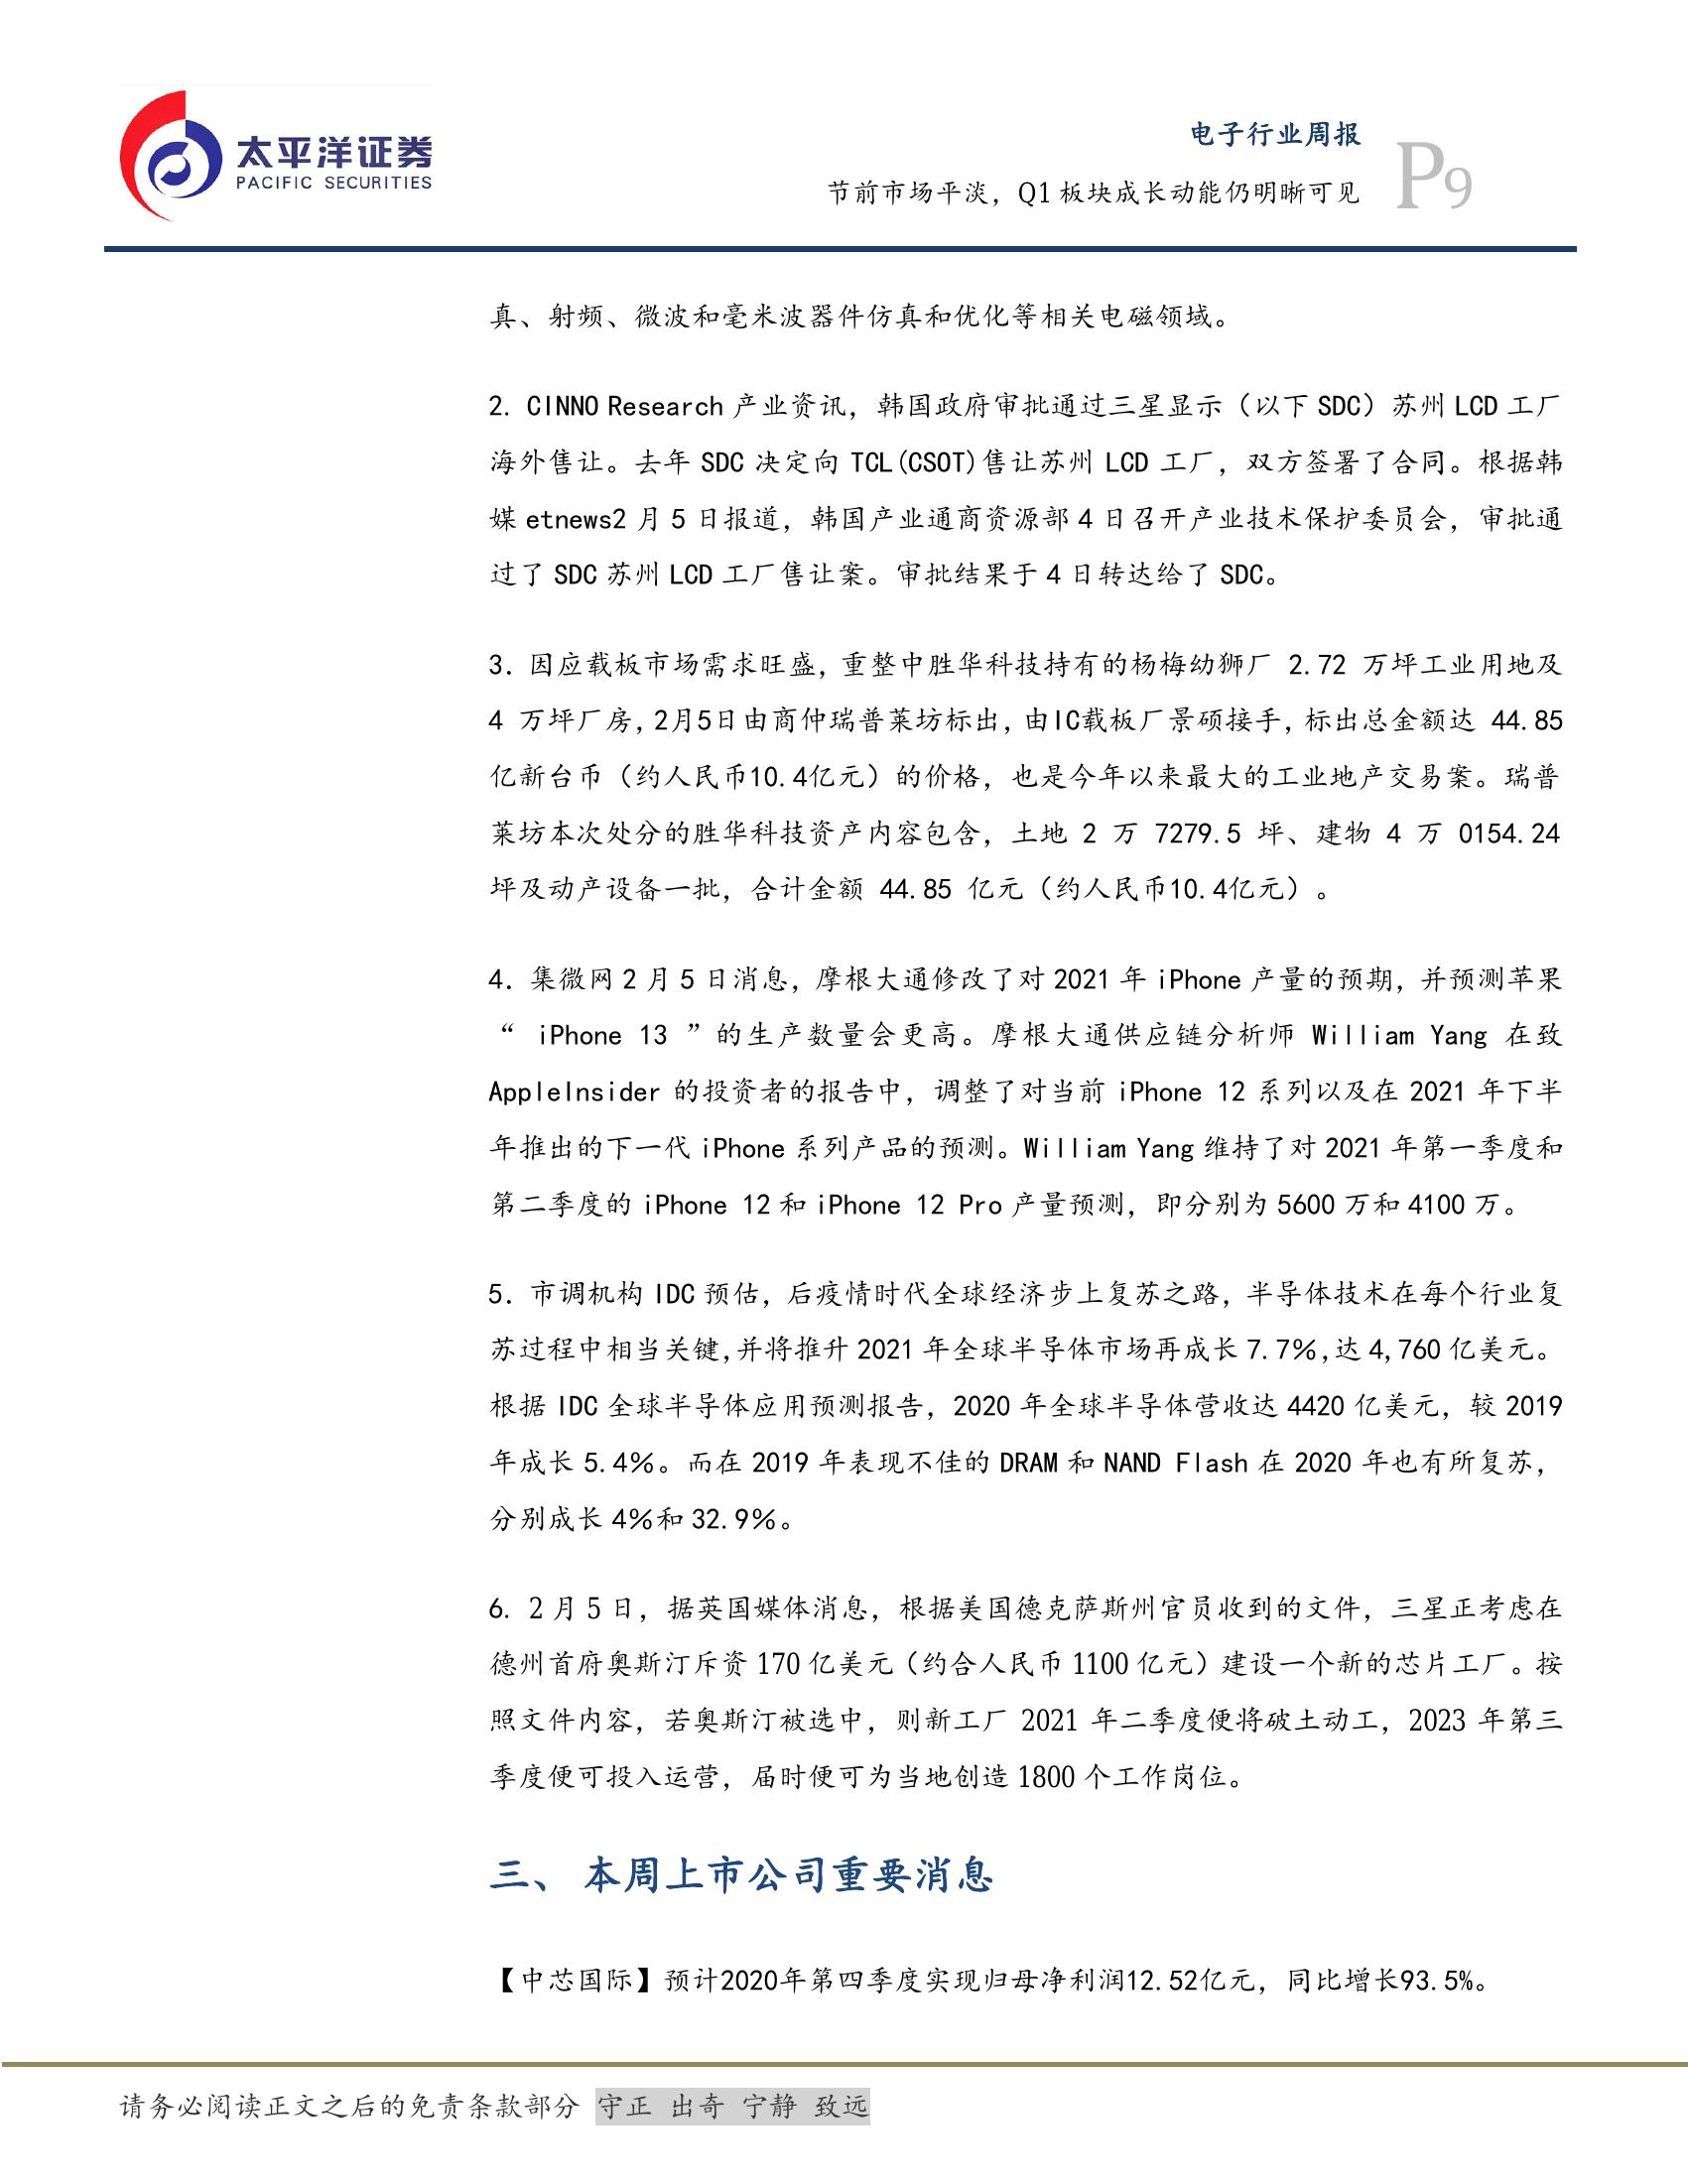 太平洋证券
PACIFIC SECURITIES
电子行业周报
节前市场平淡，Q1 板块成长动能仍明晰可见
P9
真、射频、微波和毫米波器件仿真和优化等相关电磁领域。
2. CINNO Research 产业资讯，韩国政府审批通过三星显示（以下 SDC）苏州 LCD 工厂
海外售让。去年 SDC 决定向 TCL(CSOT)售让苏州 LCD 工厂，双方签署了合同。根据韩
媒 etnews2 月 5 日报道，韩国产业通商资源部 4 日召开产业技术保护委员会，审批通
过了 SDC 苏州 LCD 工厂售让案。审批结果于 4 日转达给了 SDC。
3. 因应载板市场需求旺盛，重整中胜华科技持有的杨梅幼狮厂 2.72 万坪工业用地及
4 万坪厂房，2月5日由商仲瑞普莱坊标出，由IC载板厂景硕接手，标出总金额达 44.85
亿新台币（约人民币10.4亿元）的价格，也是今年以来最大的工业地产交易案。瑞普
莱坊本次处分的胜华科技资产内容包含，土地 2 万 7279.5 坪、建物 4 万 0154.24
坪及动产设备一批，合计金额 44.85 亿元（约人民币10.4亿元）。
4. 集微网 2 月 5 日消息，摩根大通修改了对 2021 年 iPhone 产量的预期，并预测苹果
“ iPhone 13 ”的生产数量会更高。摩根大通供应链分析师 William Yang 在致
AppleInsider 的投资者的报告中，调整了对当前 iPhone 12 系列以及在 2021 年下半
年推出的下一代 iPhone 系列产品的预测。William Yang 维持了对 2021 年第一季度和
第二季度的 iPhone 12 和 iPhone 12 Pro 产量预测，即分别为 5600 万和 4100 万。
5. 市调机构 IDC 预估，后疫情时代全球经济步上复苏之路，半导体技术在每个行业复
苏过程中相当关键,并将推升 2021 年全球半导体市场再成长 7.7%,达 4,760 亿美元。
根据 IDC 全球半导体应用预测报告，2020 年全球半导体营收达 4420 亿美元，较 2019
年成长 5.4%。而在 2019 年表现不佳的 DRAM 和 NAND Flash 在 2020 年也有所复苏，
分别成长 4%和 32.9%。
6. 2 月 5 日，据英国媒体消息，根据美国德克萨斯州官员收到的文件，三星正考虑在
德州首府奥斯汀斥资 170 亿美元（约合人民币 1100 亿元）建设一个新的芯片工厂。按
照文件内容，若奥斯汀被选中，则新工厂 2021 年二季度便将破土动工，2023 年第三
季度便可投入运营，届时便可为当地创造 1800 个工作岗位。
三、 本周上市公司重要消息
【中芯国际】预计2020年第四季度实现归母净利润12.52亿元，同比增长93.5%。
请务必阅读正文之后的免责条款部分 守正 出奇 宁静 致远